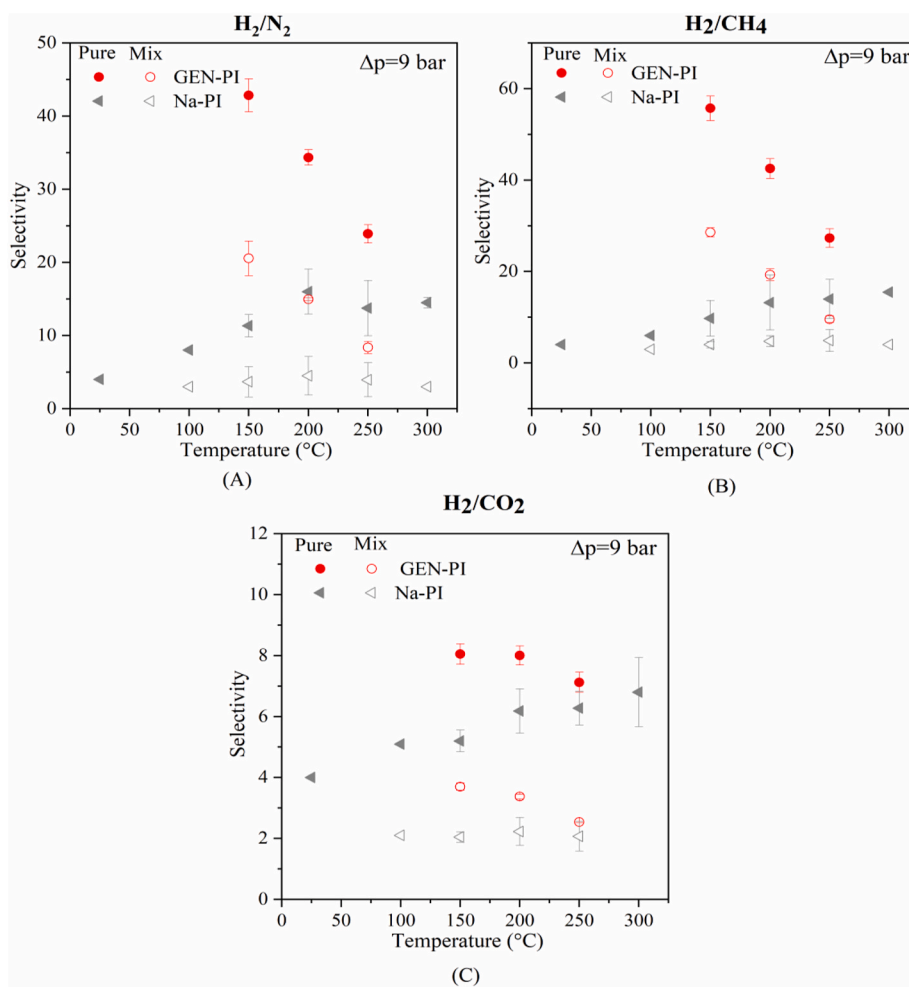 H₂/N₂
50
40
30
20
10
0
Selectivity
Pure Mix
GEN-PI
Na-PI
Δp=9 bar
0 50 100 150 200 250 300
Temperature (°C)
(A)
H2/CH4
60
40
20
0
Selectivity
Pure Mix
GEN-PI
Na-PI
Δp=9 bar
0 50 100 150 200 250 300
Temperature (°C)
(B)
H2/CO2
12
10
8
6
4
2
0
Selectivity
Pure Mix
GEN-PI
Na-PI
Δp=9 bar
0 25 50 100 150 200 250 300
Temperature (°C)
(C)